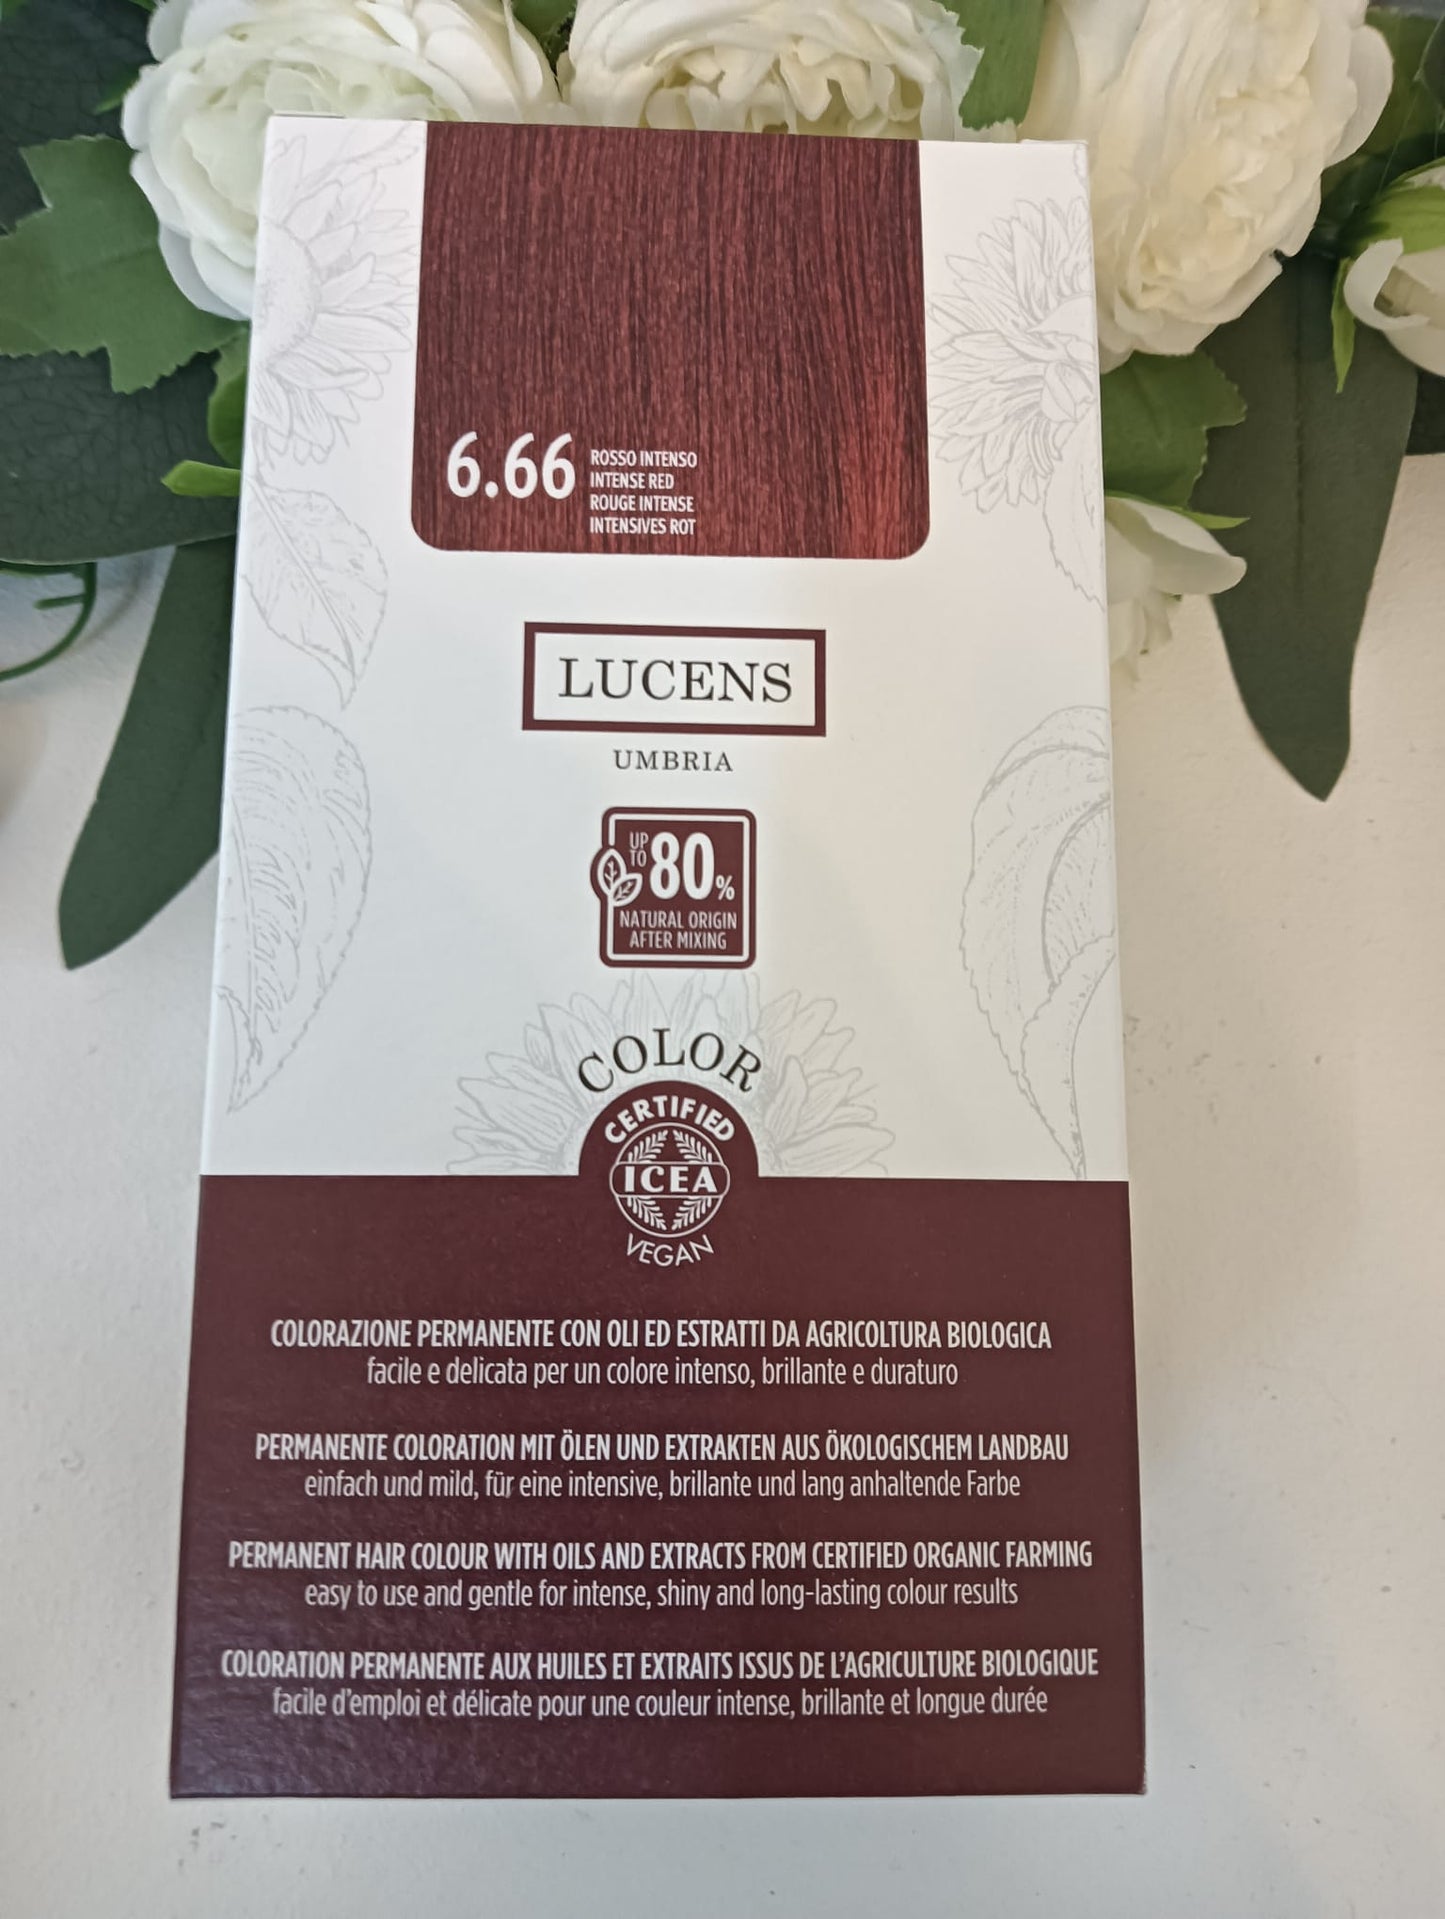 6.66
ROSSO INTENSO
INTENSE RED
ROUGE INTENSE
INTENSIVES ROT
LUCENS
UMBRIA
UP TO 80%
NATURAL ORIGIN
AFTER MIXING
COLOR
CERTIFIED
ICEA
VEGAN
COLORAZIONE PERMANENTE CON OLI ED ESTRATTI DA AGRICOLTURA BIOLOGICA
facile e delicata per un colore intenso, brillante e duraturo
PERMANENTE COLORATION MIT ÖLEN UND EXTRAKTEN AUS ÖKOLOGISCHEM LANDBAU
einfach und mild, für eine intensive, brillante und lang anhaltende Farbe
PERMANENT HAIR COLOUR WITH OILS AND EXTRACTS FROM CERTIFIED ORGANIC FARMING
easy to use and gentle for intense, shiny and long-lasting colour results
COLORATION PERMANENTE AUX HUILES ET EXTRAITS ISSUS DE L'AGRICULTURE BIOLOGIQUE
facile d'emploi et délicate pour une couleur intense, brillante et longue durée